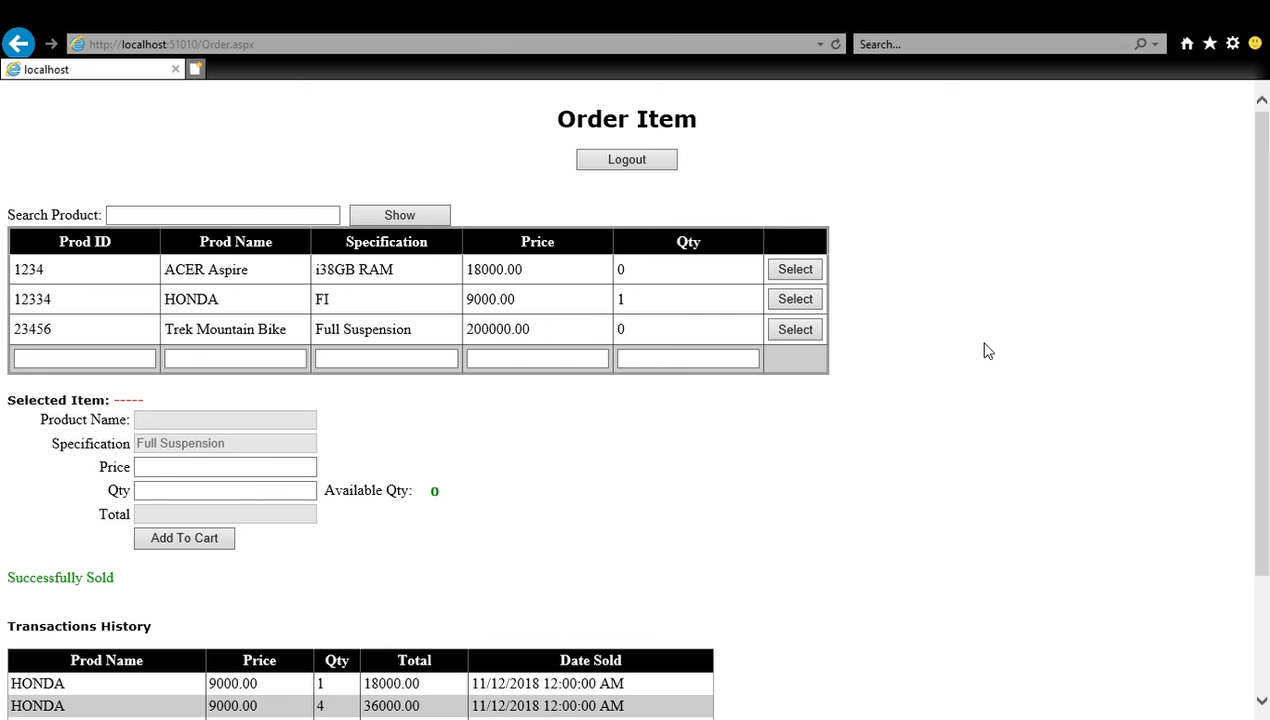 http://localhost:51010/Order.aspx
Search...
localhost
Order Item
Logout
Search Product:
Show
Prod ID Prod Name Specification Price Qty
1234 ACER Aspire i38GB RAM 18000.00 0 Select
12334 HONDA FI 9000.00 1 Select
23456 Trek Mountain Bike Full Suspension 200000.00 0 Select
Selected Item: -----
Product Name:
Specification Full Suspension
Price
Qty Available Qty: 0
Total
Add To Cart
Successfully Sold
Transactions History
Prod Name Price Qty Total Date Sold
HONDA 9000.00 1 18000.00 11/12/2018 12:00:00 AM
HONDA 9000.00 4 36000.00 11/12/2018 12:00:00 AM